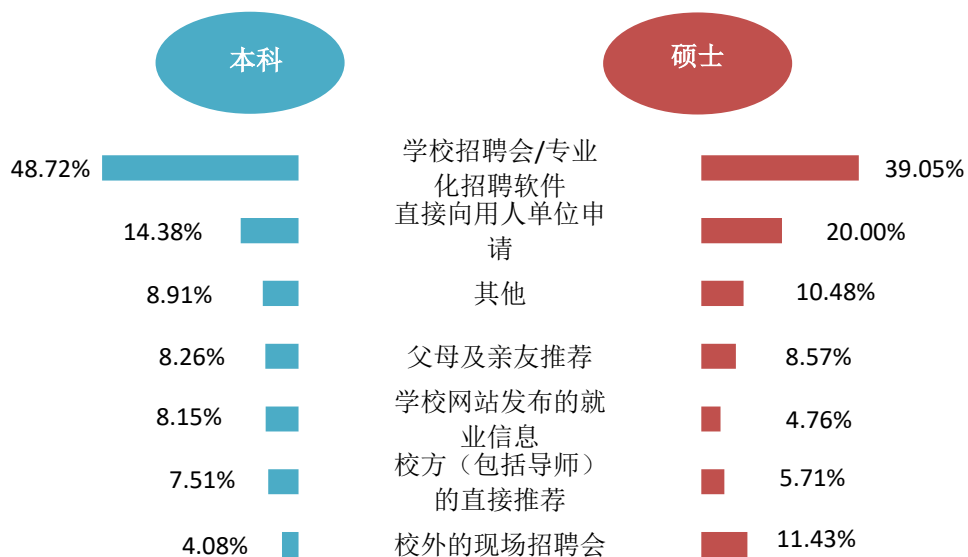 本科
硕士
48.72%
学校招聘会/专业
化招聘软件
39.05%
14.38%
直接向用人单位申
请
20.00%
8.91%
其他
10.48%
8.26%
父母及亲友推荐
8.57%
8.15%
学校网站发布的就
业信息
4.76%
7.51%
校方（包括导师）
的直接推荐
5.71%
4.08%
校外的现场招聘会
11.43%